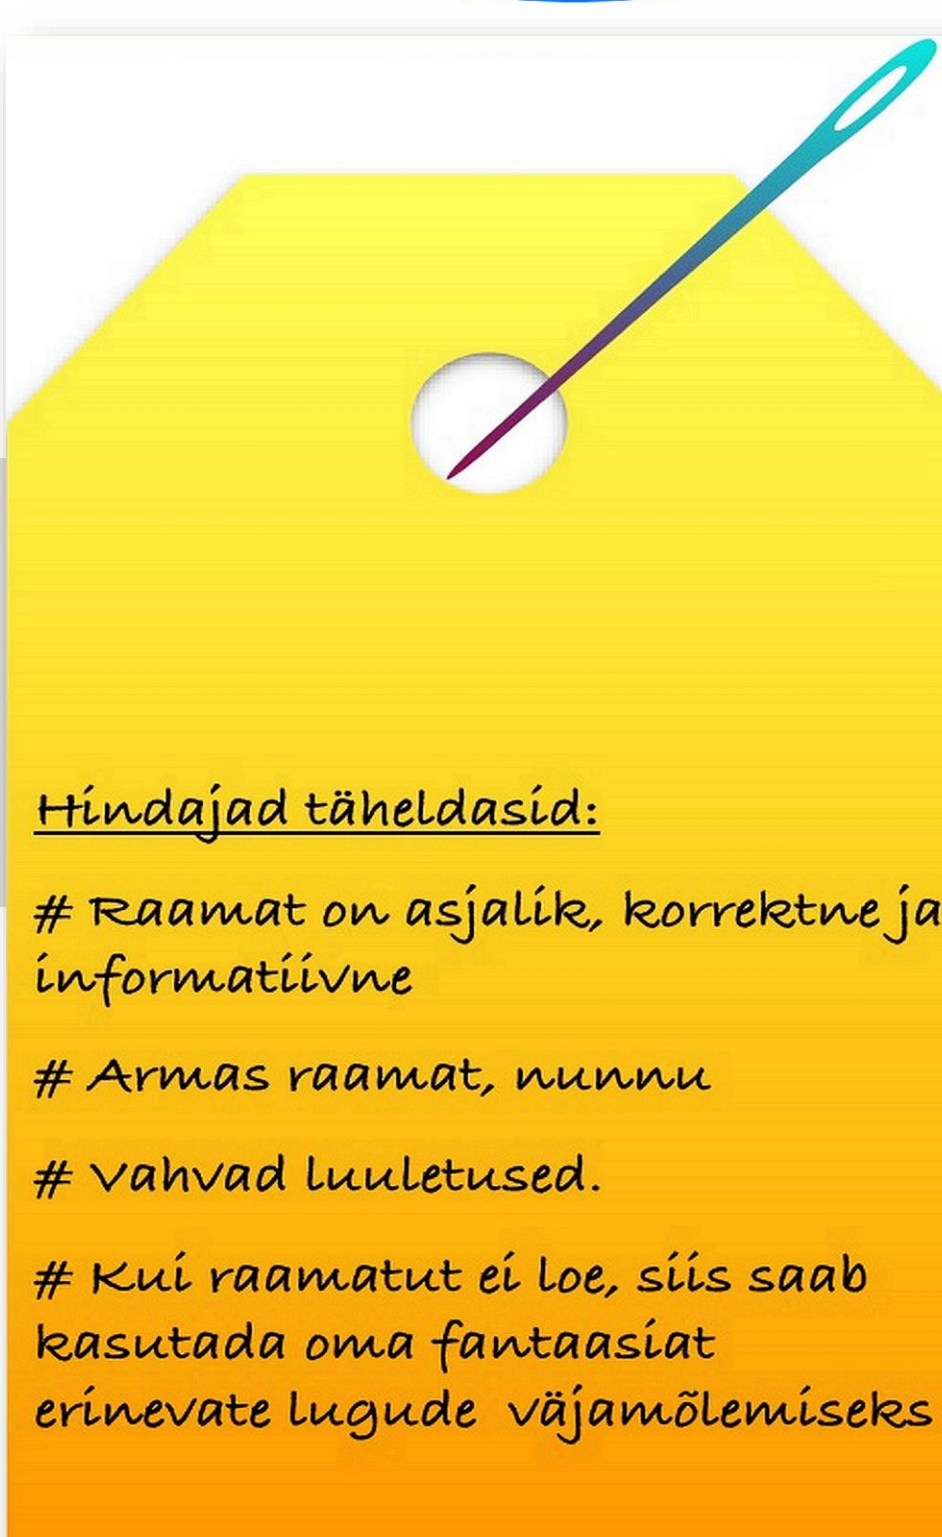 Hindajad täheldasid:
# Raamat on asjalik, korrektne ja
informatiivne
# Armas raamat, nunnu
# Vahvad luuletused.
# Kui raamatut ei loe, siis saab
kasutada oma fantaasiat
erinevate lugude väjamõlemiseks